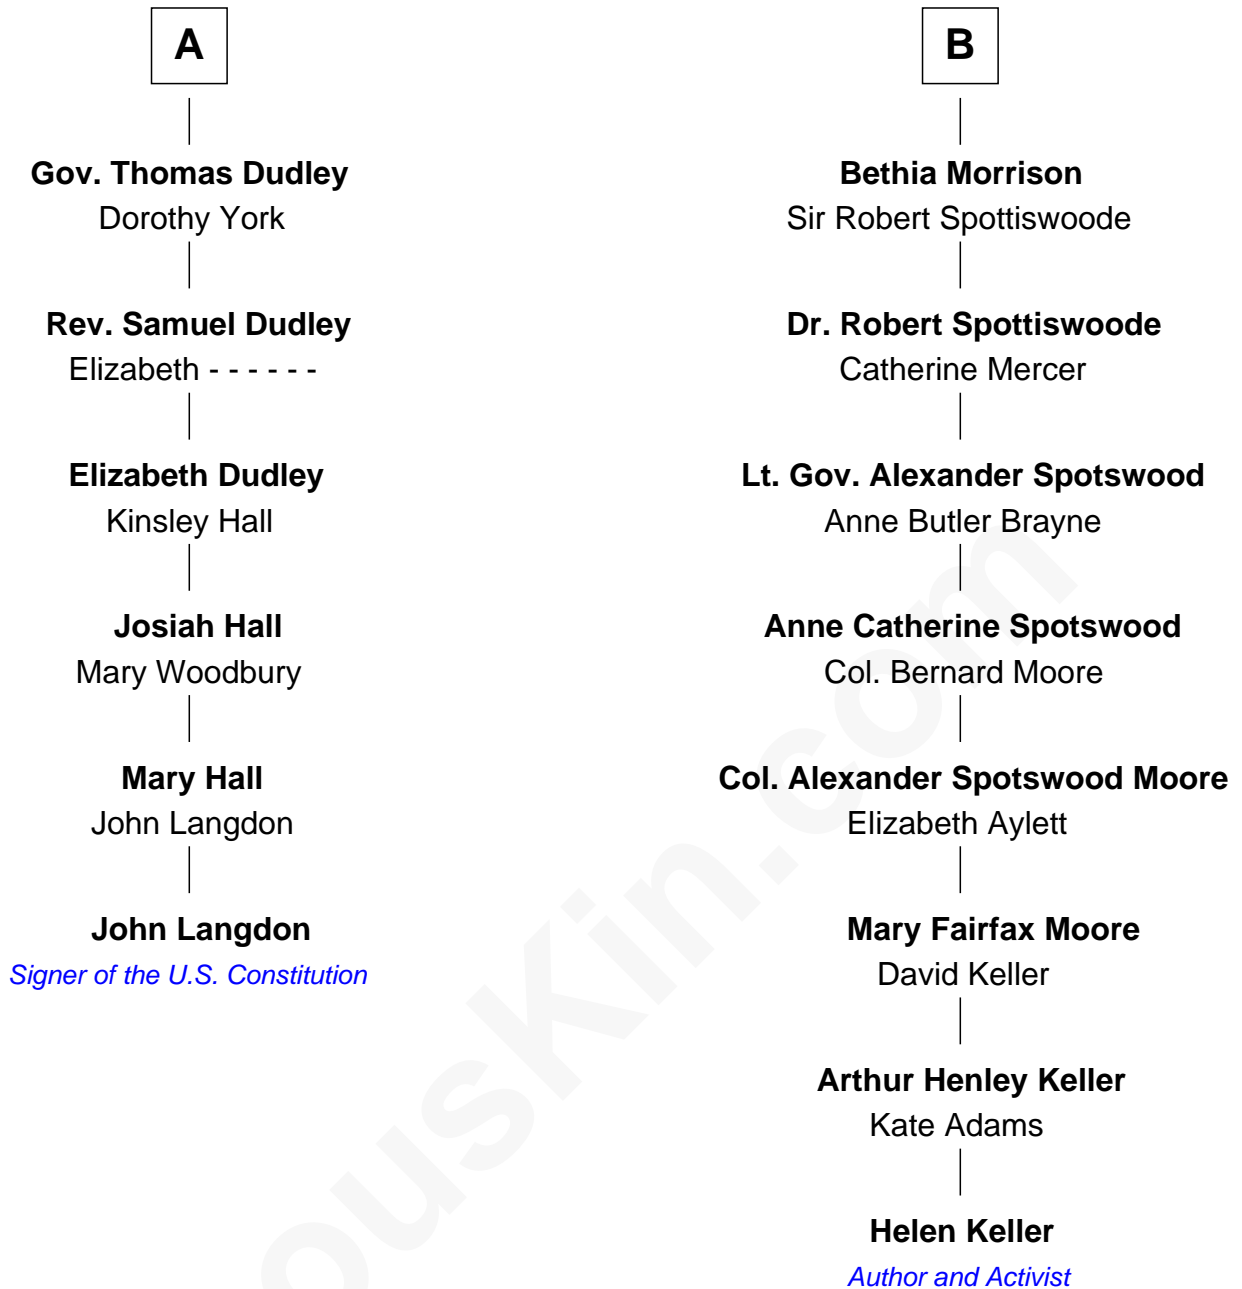 A
Gov. Thomas Dudley
Dorothy York
Rev. Samuel Dudley
Elizabeth - - - - - -
Elizabeth Dudley
Kinsley Hall
Josiah Hall
Mary Woodbury
Mary Hall
John Langdon
John Langdon
Signer of the U.S. Constitution
B
Bethia Morrison
Sir Robert Spottiswoode
Dr. Robert Spottiswoode
Catherine Mercer
Lt. Gov. Alexander Spotswood
Anne Butler Brayne
Anne Catherine Spotswood
Col. Bernard Moore
Col. Alexander Spotswood Moore
Elizabeth Aylett
Mary Fairfax Moore
David Keller
Arthur Henley Keller
Kate Adams
Helen Keller
Author and Activist
ousKin.com